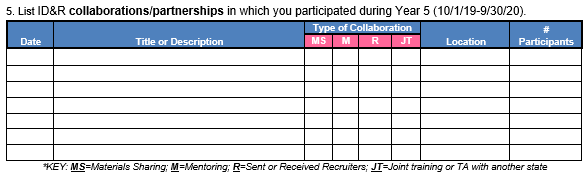 5. List ID&R collaborations/partnerships in which you participated during Year 5 (10/1/19-9/30/20).
Date Title or Description Type of Collaboration Location # Participants
MS M R JT
*KEY: MS=Materials Sharing; M=Mentoring; R=Sent or Received Recruiters; JT=Joint training or TA with another state